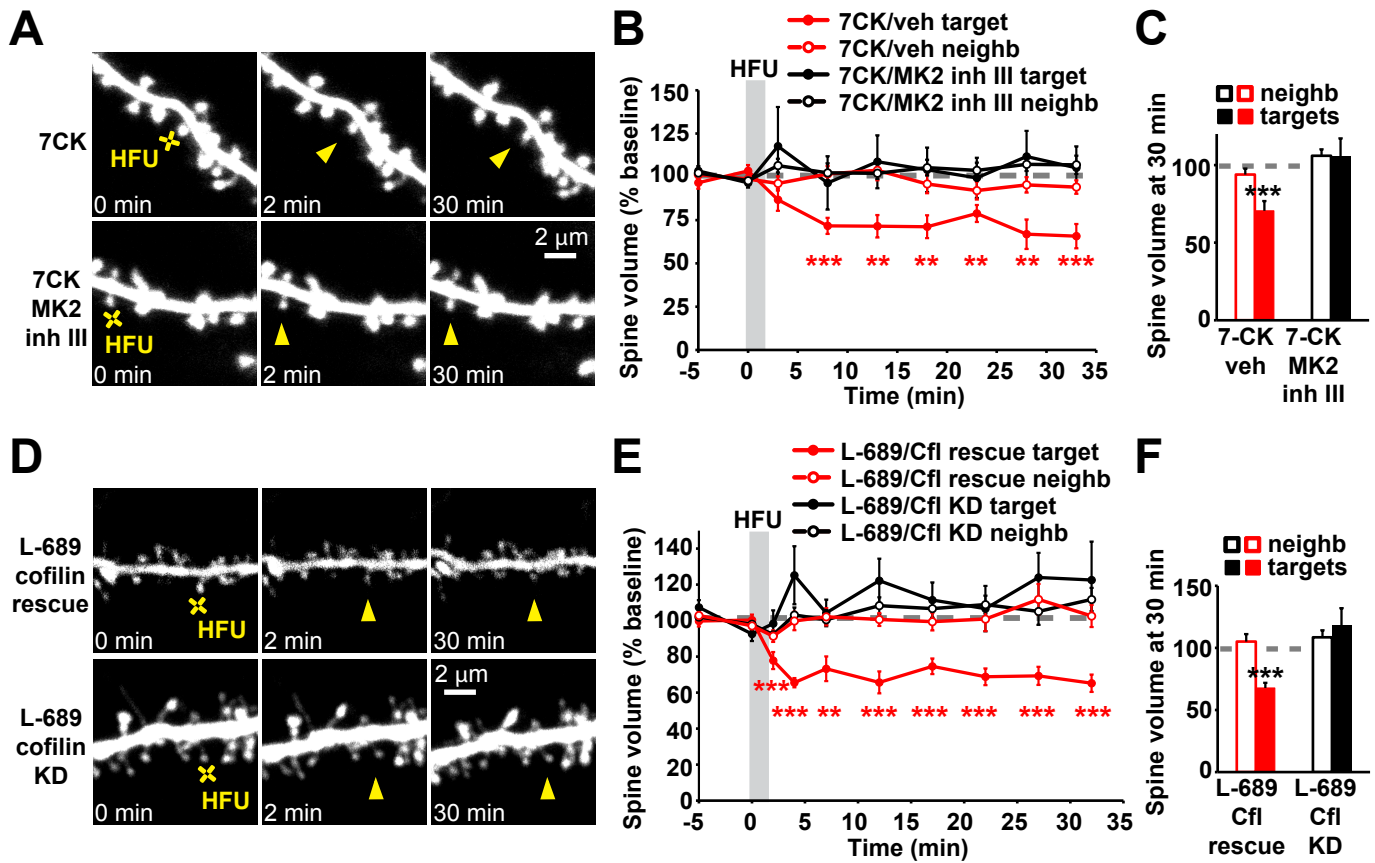 A
7CK
HFU
0 min
2 min
30 min
7CK
MK2
inh III
HFU
0 min
2 min
2 µm
30 min
B
7CK/veh target
7CK/veh neighb
7CK/MK2 inh III target
7CK/MK2 inh III neighb
HFU
Spine volume (% baseline)
150
125
100
75
50
25
0
*** ** ** ** ** ***
-5 0 5 10 15 20 25 30 35
Time (min)
C
neighb
targets
Spine volume at 30 min
100
50
0
***
7-CK 7-CK
veh MK2
inh III
D
L-689
cofilin
rescue
HFU
0 min
2 min
30 min
L-689
cofilin
KD
HFU
0 min
2 min
2 µm
30 min
E
L-689/Cfl rescue target
L-689/Cfl rescue neighb
L-689/Cfl KD target
L-689/Cfl KD neighb
HFU
Spine volume (% baseline)
140
120
100
80
60
40
20
0
***
*** ** *** *** *** *** ***
-5 0 5 10 15 20 25 30 35
Time (min)
F
neighb
targets
Spine volume at 30 min
150
100
50
0
***
L-689 L-689
Cfl Cfl
rescue KD